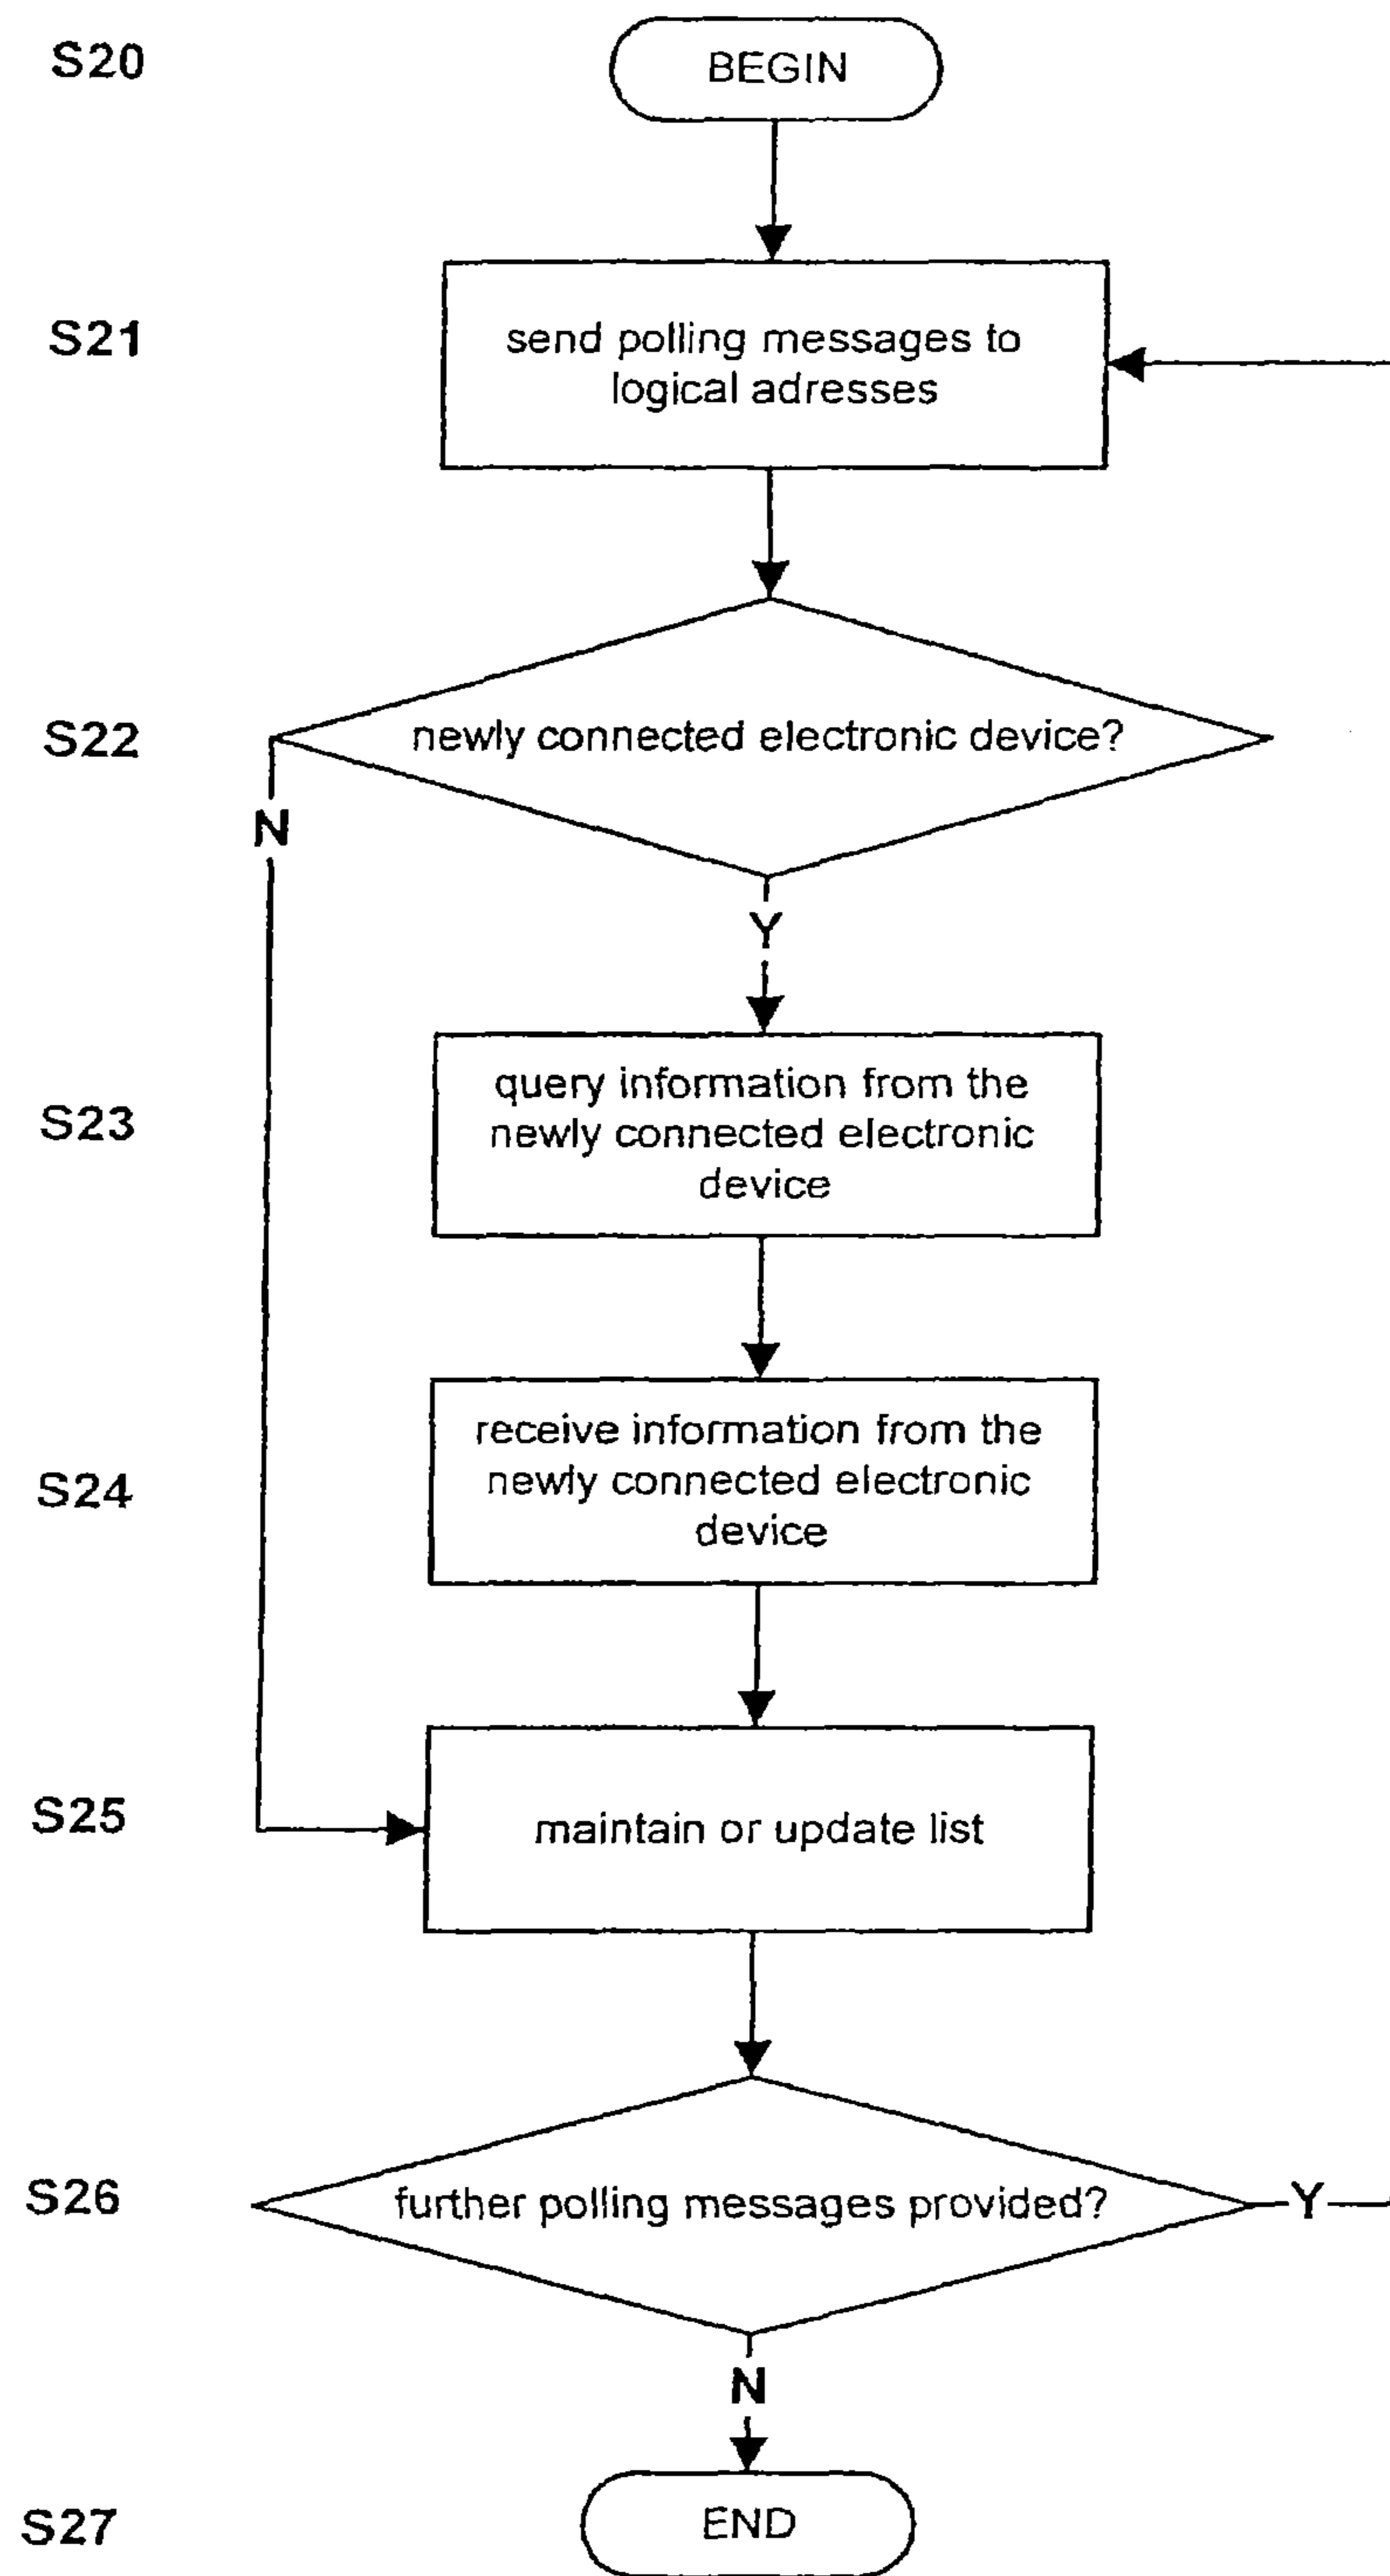 S20
BEGIN
S21
send polling messages to
logical adresses
S22
newly connected electronic device?
N
Y
S23
query information from the
newly connected electronic
device
S24
receive information from the
newly connected electronic
device
S25
maintain or update list
S26
further polling messages provided?
Y
N
S27
END